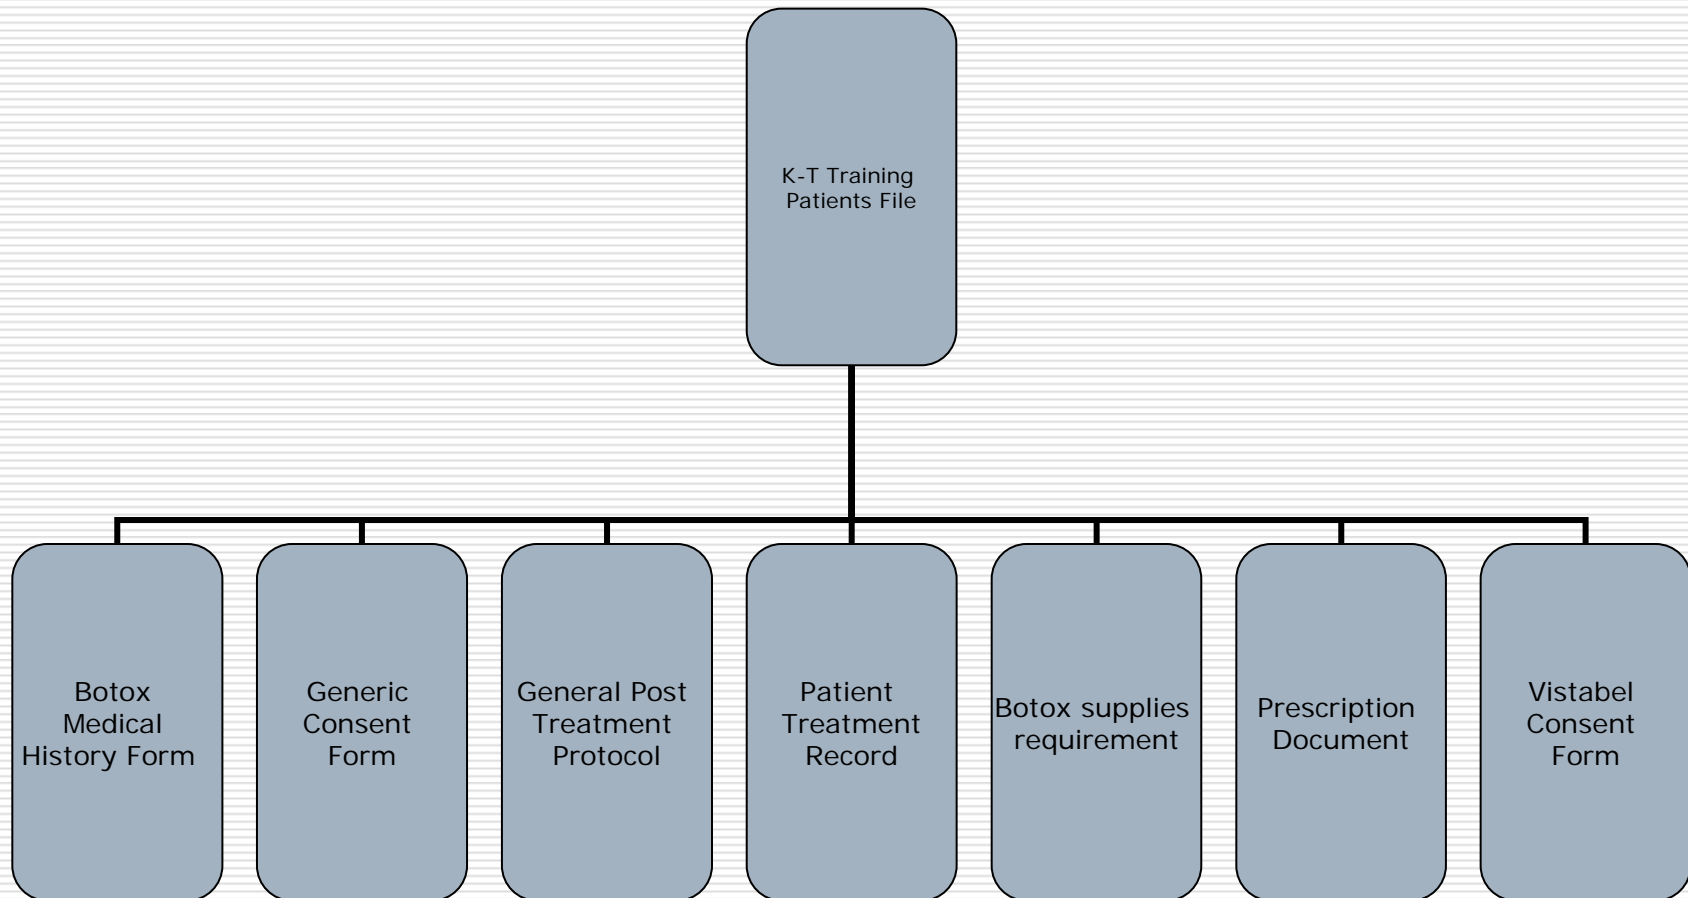 K-T Training
Patients File
Botox
Medical
History Form
Generic
Consent
Form
General Post
Treatment
Protocol
Patient
Treatment
Record
Botox supplies
requirement
Prescription
Document
Vistabel
Consent
Form